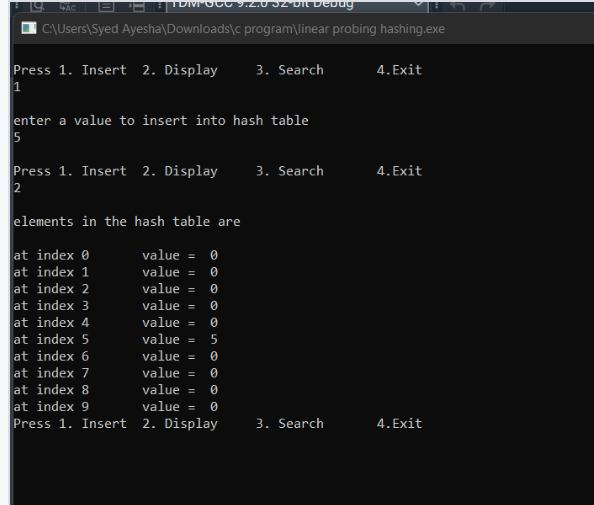 TDM-GCC 9.2.0 32-bit Debug
C:\Users\Syed Ayesha\Downloads\c program\linear probing hashing.exe
Press 1. Insert  2. Display     3. Search       4.Exit
1
enter a value to insert into hash table
5
Press 1. Insert  2. Display     3. Search       4.Exit
2
elements in the hash table are
at index 0       value =  0
at index 1       value =  0
at index 2       value =  0
at index 3       value =  0
at index 4       value =  0
at index 5       value =  5
at index 6       value =  0
at index 7       value =  0
at index 8       value =  0
at index 9       value =  0
Press 1. Insert  2. Display     3. Search       4.Exit